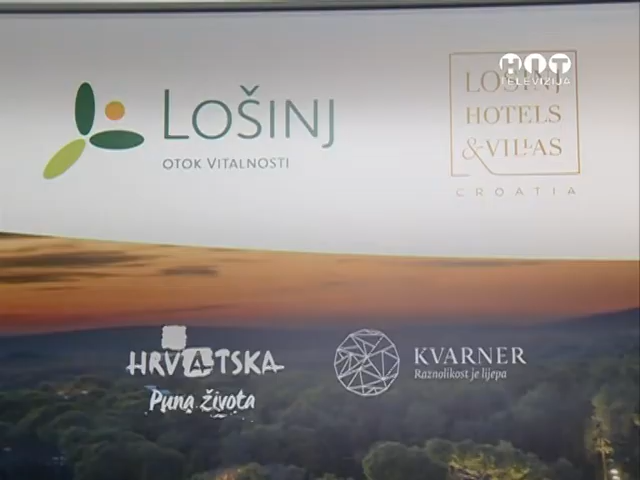 LOŠINJ
OTOK VITALNOSTI
HIT
TELEVIZIJA
LOŠINJ
HOTELS
& VILLAS
CROATIA
HRVATSKA
Puna života
KVARNER
Raznolikost je lijepa